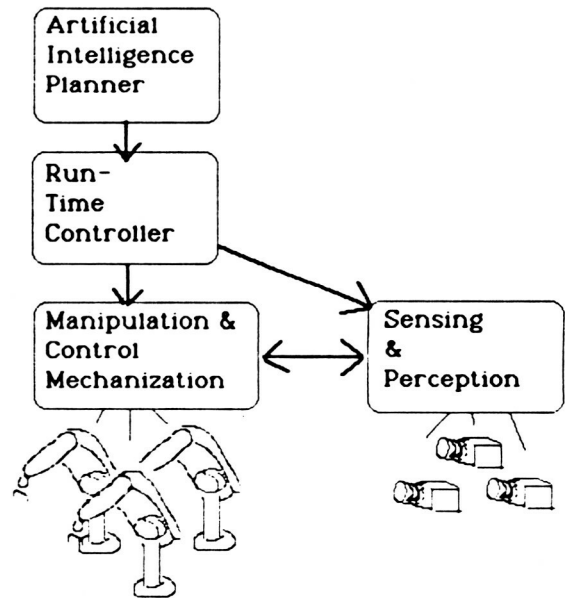 Artificial
Intelligence
Planner
Run-
Time
Controller
Manipulation &
Control
Mechanization
Sensing
&
Perception